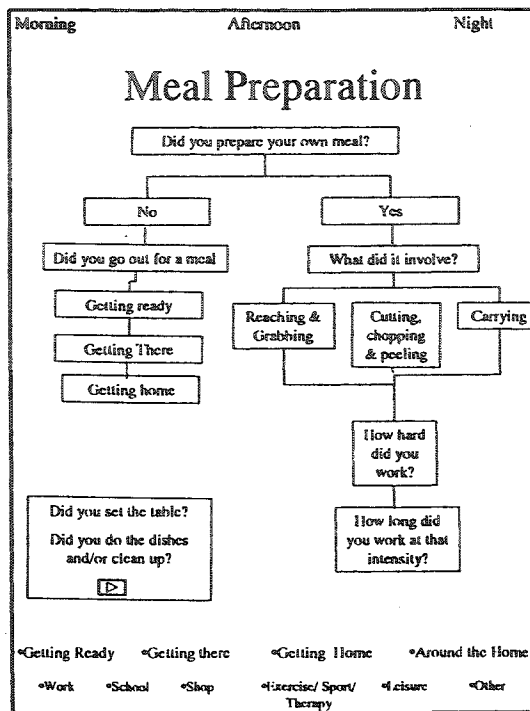 Morning Afternoon Night
Meal Preparation
Did you prepare your own meal?
No Yes
Did you go out for a meal What did it involve?
Getting ready
Getting There
Getting home
Reaching &
Grabbing
Cutting,
chopping
& peeling
Carrying
How hard
did you
work?
How long did
you work at that
intensity?
Did you set the table?
Did you do the dishes
and/or clean up?
•Getting Ready •Getting there •Getting Home •Around the Home
•Work •School •Shop •Exercise/ Sport/ •Leisure •Other
Therapy